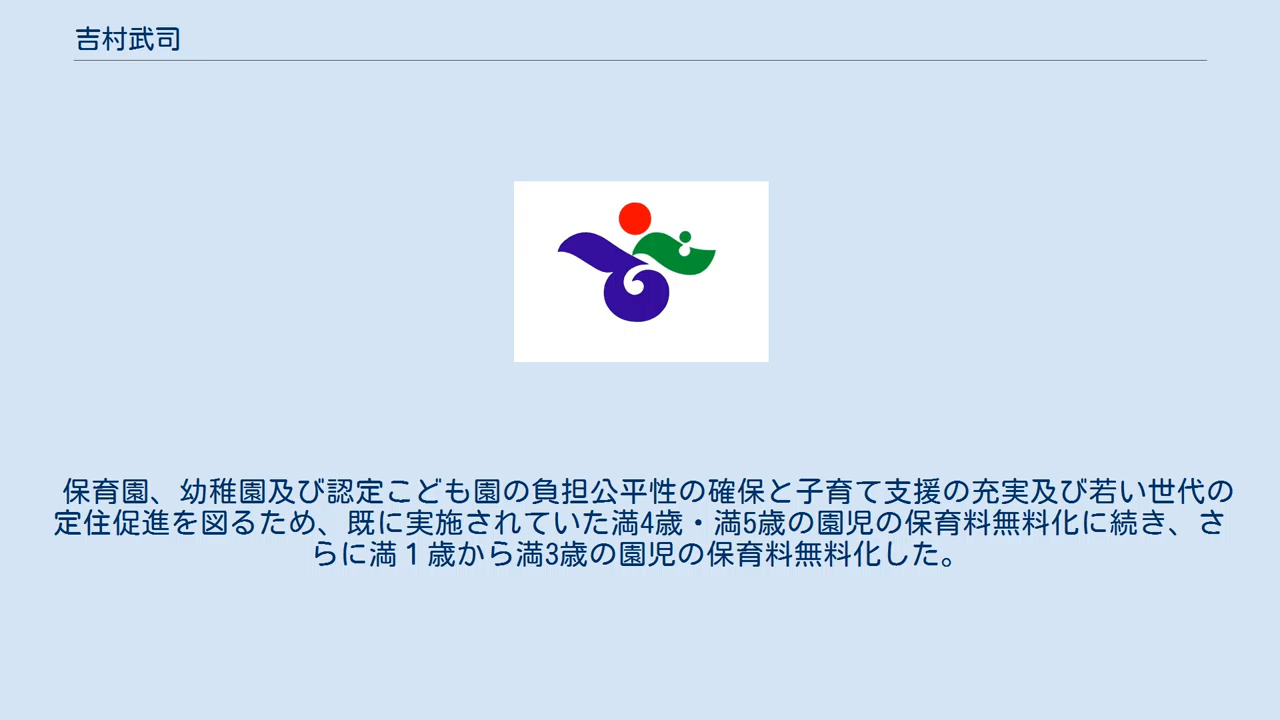 吉村武司
保育園、幼稚園及び認定こども園の負担公平性の確保と子育て支援の充実及び若い世代の
定住促進を図るため、既に実施されていた満4歳・満5歳の園児の保育料無料化に続き、さ
らに満１歳から満3歳の園児の保育料無料化した。